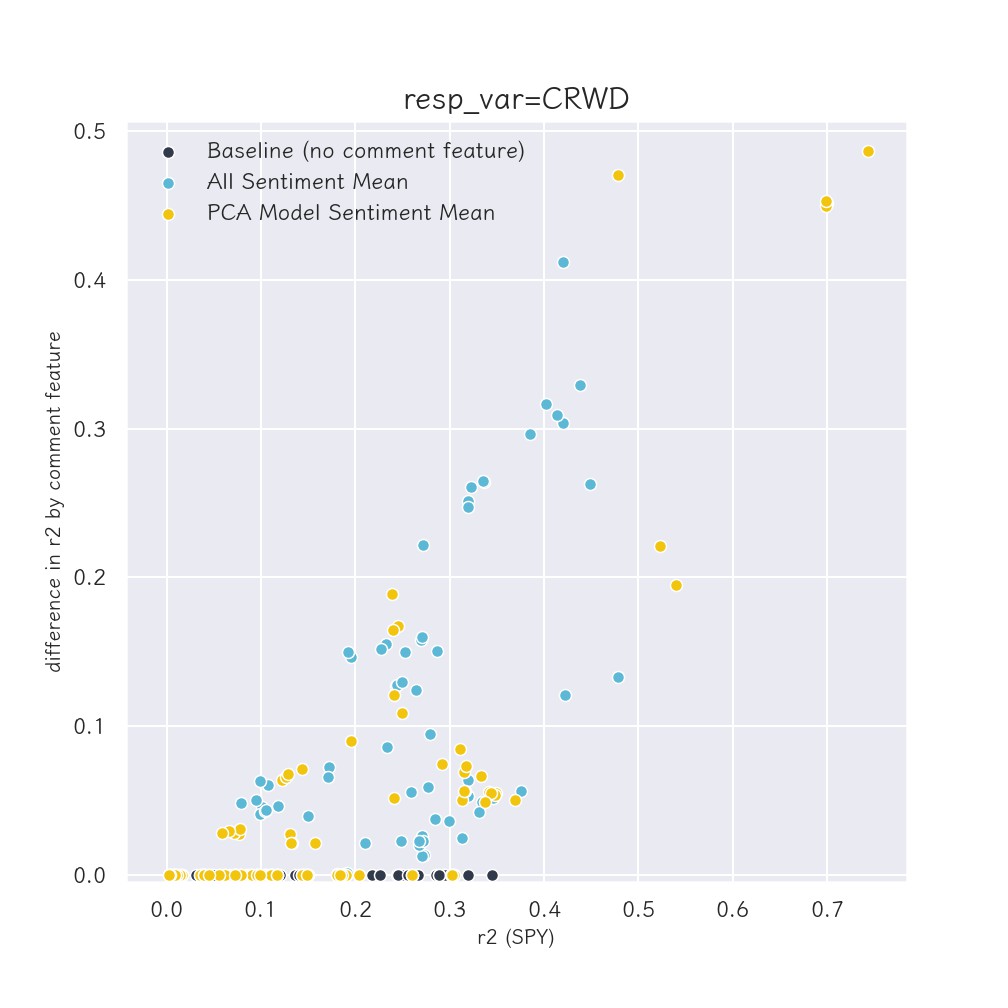 resp_var=CRWD
Baseline (no comment feature)
All Sentiment Mean
PCA Model Sentiment Mean
difference in r2 by comment feature
0.5
0.4
0.3
0.2
0.1
0.0
0.0 0.1 0.2 0.3 0.4 0.5 0.6 0.7
r2 (SPY)